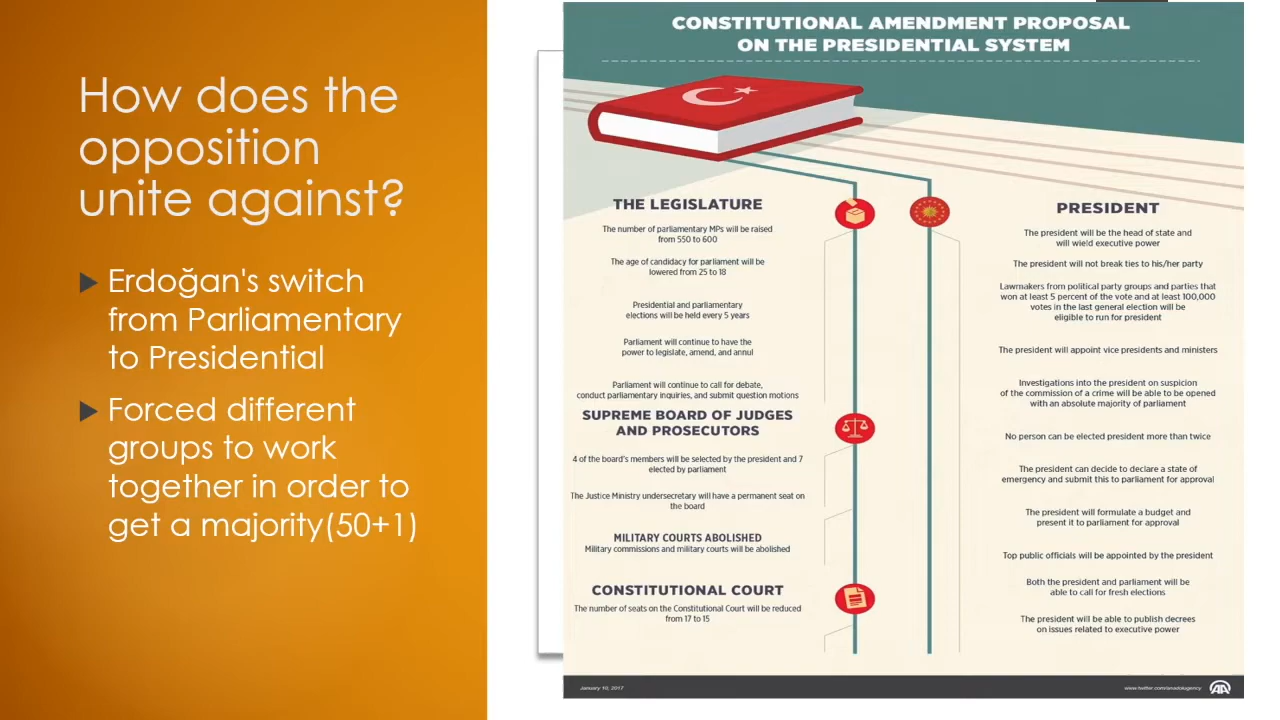 How does the
opposition
unite against?
Erdoğan's switch
from Parliamentary
to Presidential
Forced different
groups to work
together in order to
get a majority(50+1)
CONSTITUTIONAL AMENDMENT PROPOSAL
ON THE PRESIDENTIAL SYSTEM
THE LEGISLATURE
The number of parliamentary MPs will be raised
from 550 to 600
The age of candidacy for parliament will be
lowered from 25 to 18
Presidential and parliamentary
elections will be held every 5 years
Parliament will continue to have the
power to legislate, amend, and annul
Parliament will continue to call for debate,
conduct parliamentary inquiries, and submit question motions
SUPREME BOARD OF JUDGES
AND PROSECUTORS
4 of the board's members will be selected by the president and 7
elected by parliament
The Justice Ministry undersecretary will have a permanent seat on
the board
MILITARY COURTS ABOLISHED
Military commissions and military courts will be abolished
CONSTITUTIONAL COURT
The number of seats on the Constitutional Court will be reduced
from 17 to 15
PRESIDENT
The president will be the head of state and
will wield executive power
The president will not break ties to his/her party
Lawmakers from political party groups and parties that
won at least 5 percent of the vote and at least 100,000
votes in the last general election will be
eligible to run for president
The president will appoint vice presidents and ministers
Investigations into the president on suspicion
of the commission of a crime will be able to be opened
with an absolute majority of parliament
No person can be elected president more than twice
The president can decide to declare a state of
emergency and submit this to parliament for approval
The president will formulate a budget and
present it to parliament for approval
Top public officials will be appointed by the president
Both the president and parliament will be
able to call for fresh elections
The president will be able to publish decrees
on issues related to executive power
January 10, 2017
www.twitter.com/anadoluagency
AA